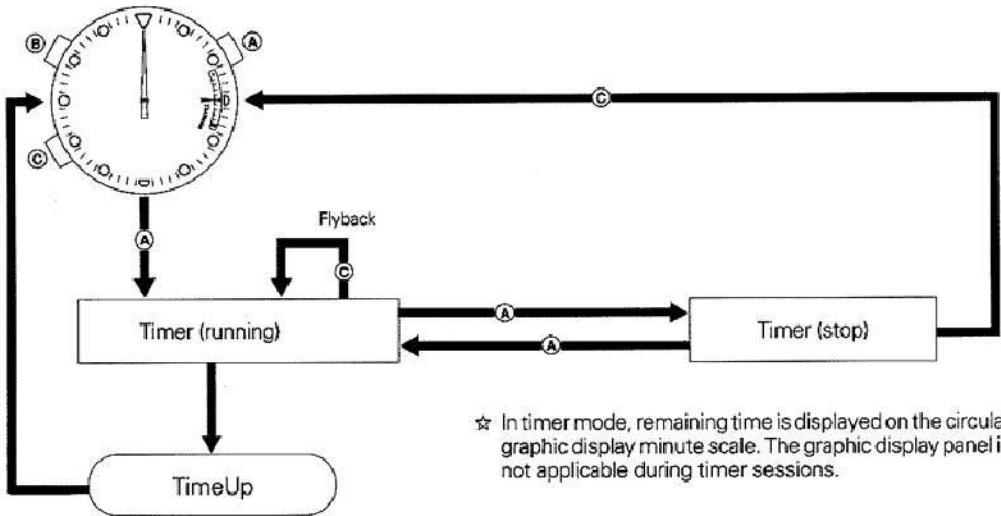 B
A
C
C
A
Flyback
C
Timer (running)
A
A
Timer (stop)
☆ In timer mode, remaining time is displayed on the circula
graphic display minute scale. The graphic display panel i
not applicable during timer sessions.
TimeUp